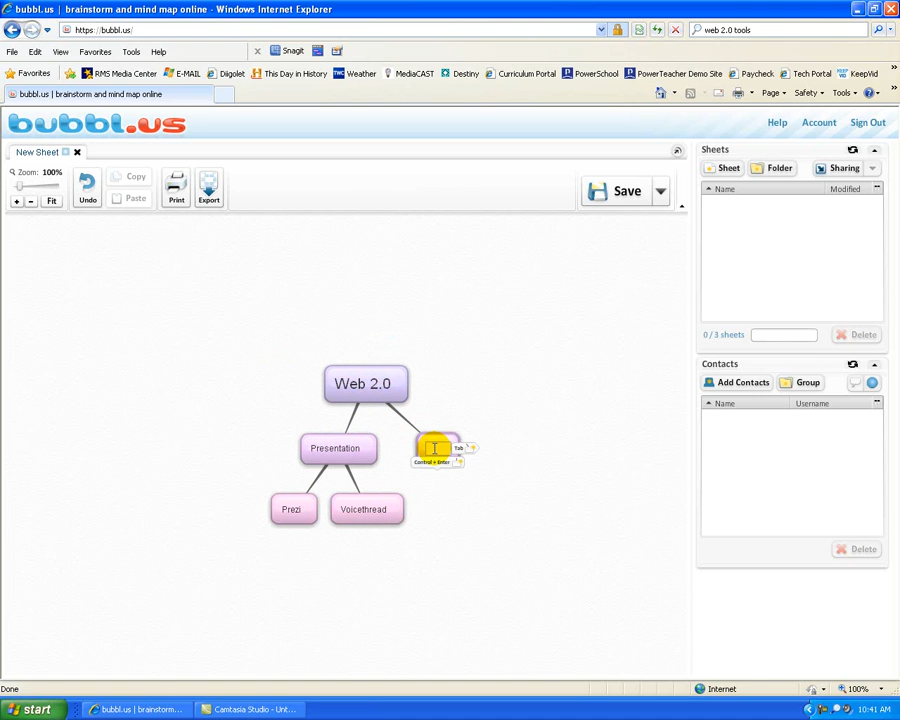 bubbl.us | brainstorm and mind map online - Windows Internet Explorer
https://bubbl.us/
web 2.0 tools
File Edit View Favorites Tools Help
Snagit
Favorites RMS Media Center E-MAIL Diigolet This Day in History TWC Weather MediaCAST Destiny Curriculum Portal PowerSchool PowerTeacher Demo Site Paycheck Tech Portal KeepVid
bubbl.us | brainstorm and mind map online
Page Safety Tools
bubbl.us
Help Account Sign Out
New Sheet
Zoom: 100%
+ - Fit
Undo
Copy
Paste
Print
Export
Save
Sheets
Sheet Folder Sharing
Name Modified
0 / 3 sheets
Delete
Contacts
Add Contacts Group
Name Username
Delete
Web 2.0
Presentation
Tab
Control + Enter
Prezi
Voicethread
Done
Internet
100%
start
bubbl.us | brainstorm...
Camtasia Studio - Unt...
10:41 AM